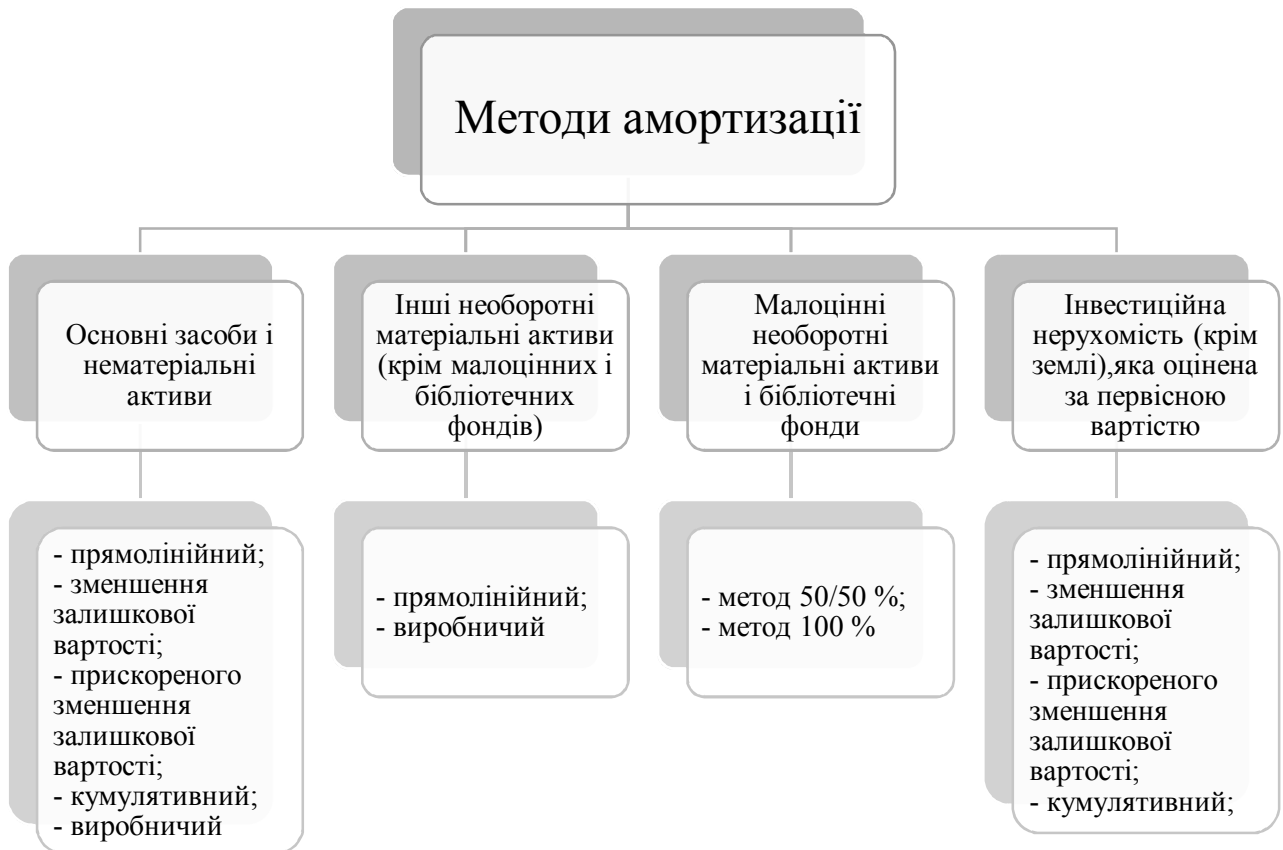 Методи амортизації
Основні засоби і
нематеріальні
активи
Інші необоротні
матеріальні активи
(крім малоцінних і
бібліотечних
фондів)
Малоцінні
необоротні
матеріальні активи
і бібліотечні
фонди
Інвестиційна
нерухомість (крім
землі),яка оцінена
за первісною
вартістю
- прямолінійний;
- зменшення
залишкової
вартості;
- прискореного
зменшення
залишкової
вартості;
- кумулятивний;
- виробничий
- прямолінійний;
- виробничий
- метод 50/50 %;
- метод 100 %
- прямолінійний;
- зменшення
залишкової
вартості;
- прискореного
зменшення
залишкової
вартості;
- кумулятивний;